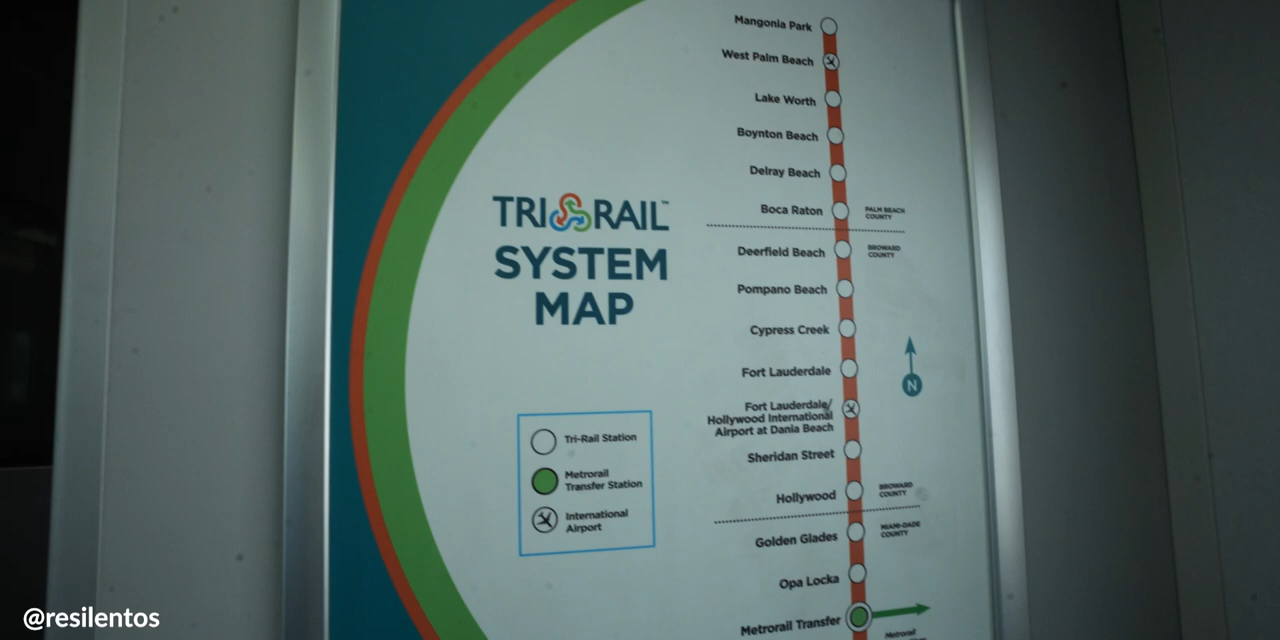 TRI RAIL™
SYSTEM
MAP
Tri-Rail Station
Metrorail
Transfer Station
International
Airport
Mangonia Park
West Palm Beach
Lake Worth
Boynton Beach
Delray Beach
Boca Raton
PALM BEACH
COUNTY
Deerfield Beach
BROWARD
COUNTY
Pompano Beach
Cypress Creek
Fort Lauderdale
N
Fort Lauderdale/
Hollywood International
Airport at Dania Beach
Sheridan Street
Hollywood
BROWARD
COUNTY
Golden Glades
MIAMI-DADE
COUNTY
Opa Locka
Metrorail Transfer
Metrorail
@resilentos